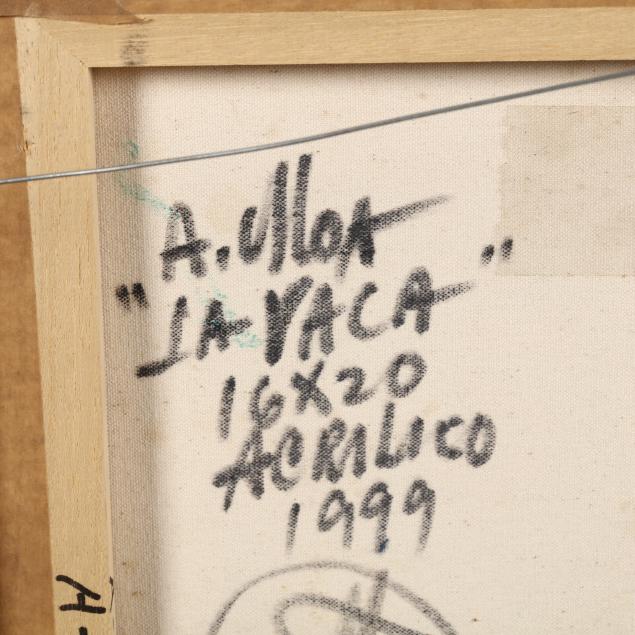 A. Ulloa
"LA VACA"
16X20
ACRILICO
1999